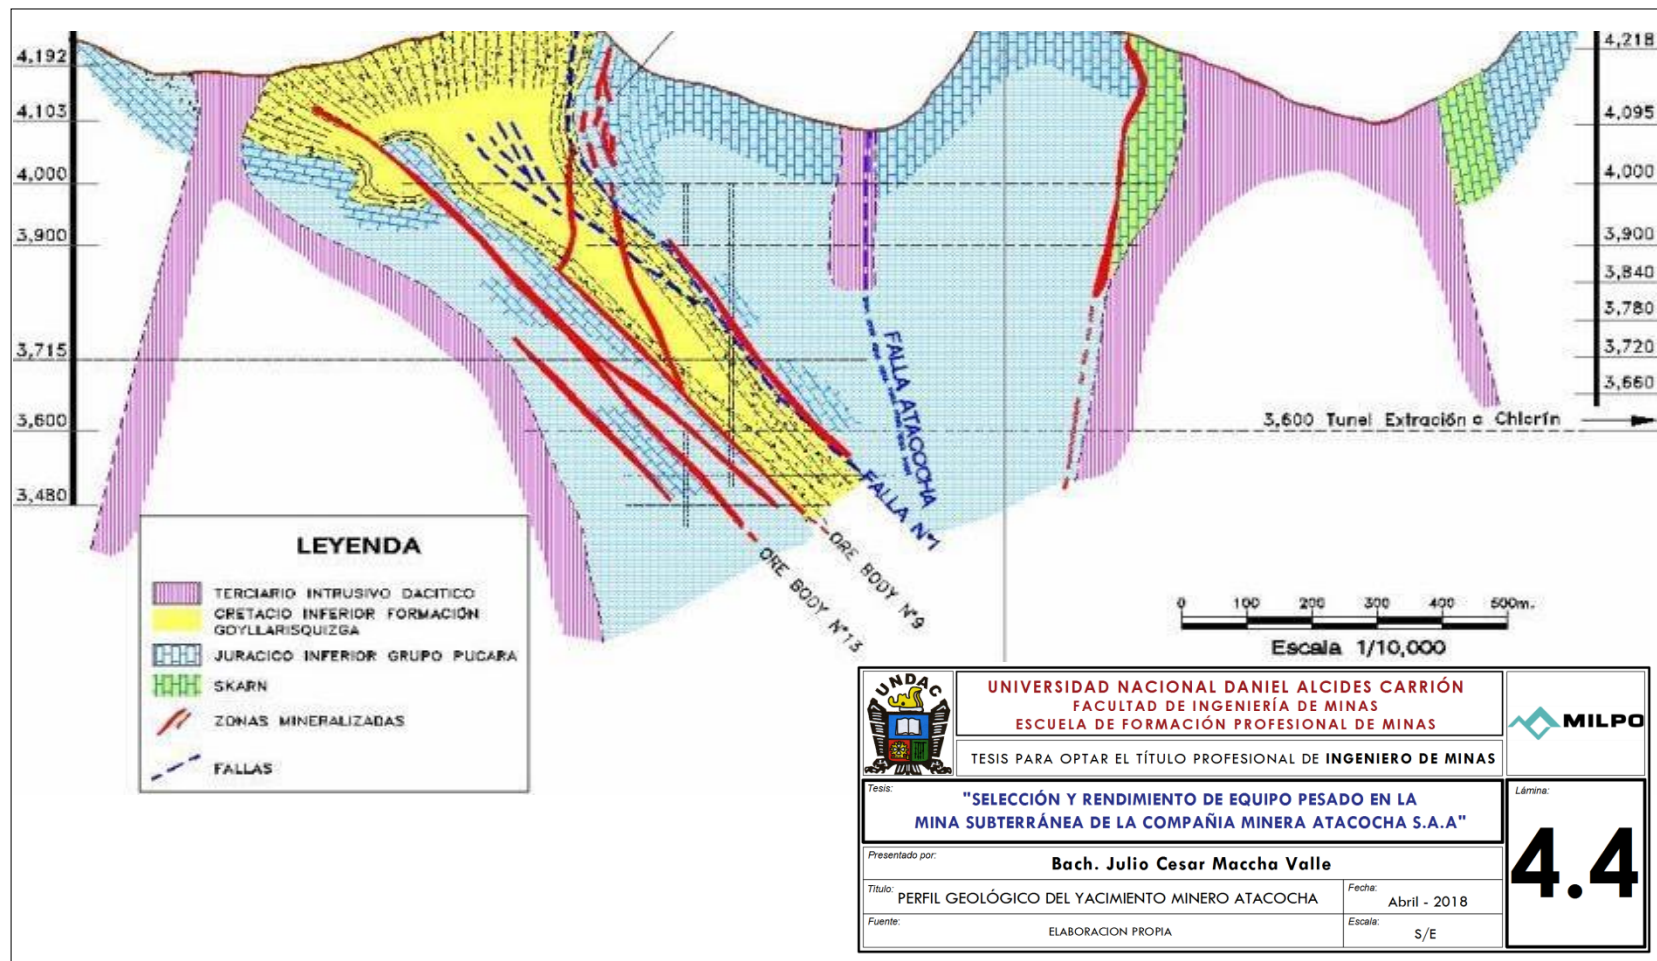 4,192
4,103
4,000
3,900
3,715
3,600
3,480
4,218
4,095
4,000
3,900
3,840
3,780
3,720
3,660
3,600 Tunel Extracción a Chicrin
FALLA ATACOCHA
FALLA N°1
ORE BODY N°9
ORE BODY N°13
LEYENDA
TERCIARIO INTRUSIVO DACITICO
CRETACIO INFERIOR FORMACIÓN
GOYLLARISQUIZGA
JURACICO INFERIOR GRUPO PUCARA
SKARN
ZONAS MINERALIZADAS
FALLAS
0 100 200 300 400 500m.
Escala 1/10,000
UNDAC
UNIVERSIDAD NACIONAL DANIEL ALCIDES CARRIÓN
FACULTAD DE INGENIERÍA DE MINAS
ESCUELA DE FORMACIÓN PROFESIONAL DE MINAS
TESIS PARA OPTAR EL TÍTULO PROFESIONAL DE INGENIERO DE MINAS
MILPO
Tesis:
"SELECCIÓN Y RENDIMIENTO DE EQUIPO PESADO EN LA
MINA SUBTERRÁNEA DE LA COMPAÑIA MINERA ATACOCHA S.A.A"
Lámina:
4.4
Presentado por:
Bach. Julio Cesar Maccha Valle
Titulo: PERFIL GEOLÓGICO DEL YACIMIENTO MINERO ATACOCHA
Fecha: Abril - 2018
Fuente: ELABORACION PROPIA
Escala: S/E